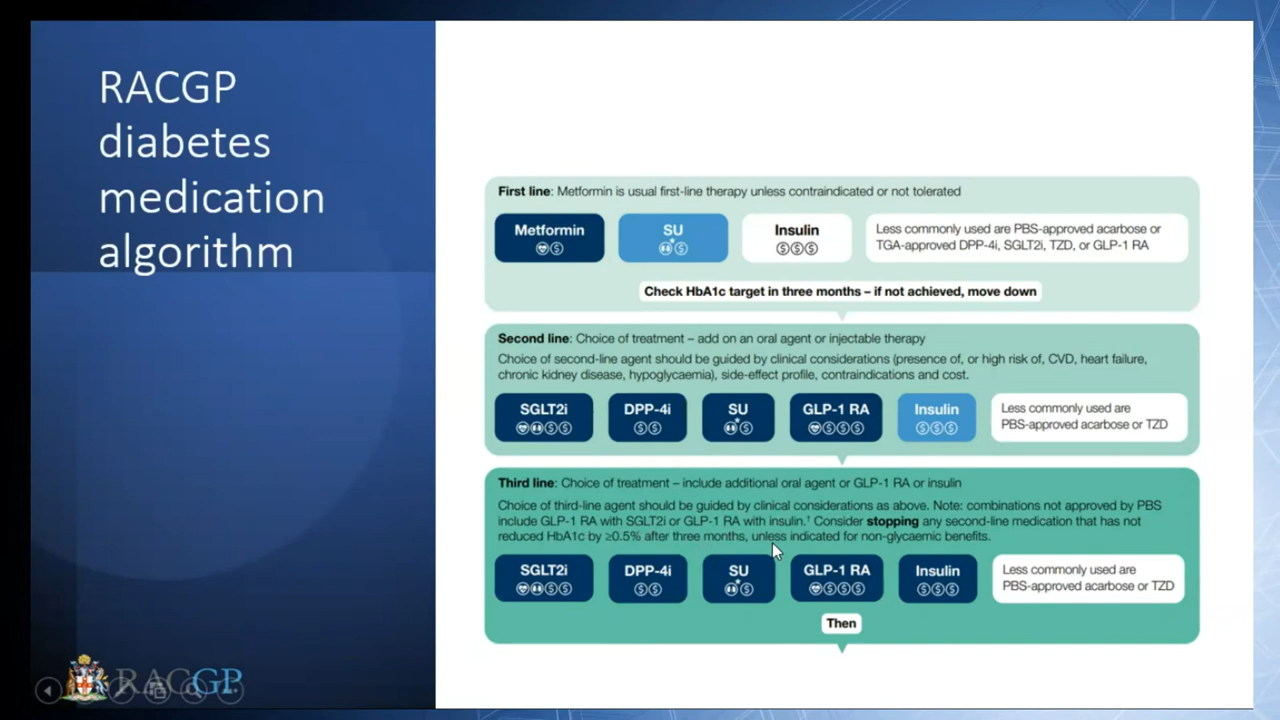 RACGP
diabetes
medication
algorithm
First line: Metformin is usual first-line therapy unless contraindicated or not tolerated
Metformin
SU
Insulin
Less commonly used are PBS-approved acarbose or
TGA-approved DPP-4i, SGLT2i, TZD, or GLP-1 RA
$
*
$
$$$
Check HbA1c target in three months – if not achieved, move down
Second line: Choice of treatment – add on an oral agent or injectable therapy
Choice of second-line agent should be guided by clinical considerations (presence of, or high risk of, CVD, heart failure,
chronic kidney disease, hypoglycaemia), side-effect profile, contraindications and cost.
SGLT2i
DPP-4i
SU
GLP-1 RA
Insulin
Less commonly used are
PBS-approved acarbose or TZD
$$
$$
*
$
$$$
$$$
Third line: Choice of treatment – include additional oral agent or GLP-1 RA or insulin
Choice of third-line agent should be guided by clinical considerations as above. Note: combinations not approved by PBS
include GLP-1 RA with SGLT2i or GLP-1 RA with insulin.† Consider stopping any second-line medication that has not
reduced HbA1c by ≥0.5% after three months, unless indicated for non-glycaemic benefits.
SGLT2i
DPP-4i
SU
GLP-1 RA
Insulin
Less commonly used are
PBS-approved acarbose or TZD
$$
$$
*
$
$$$
$$$
Then
RACGP